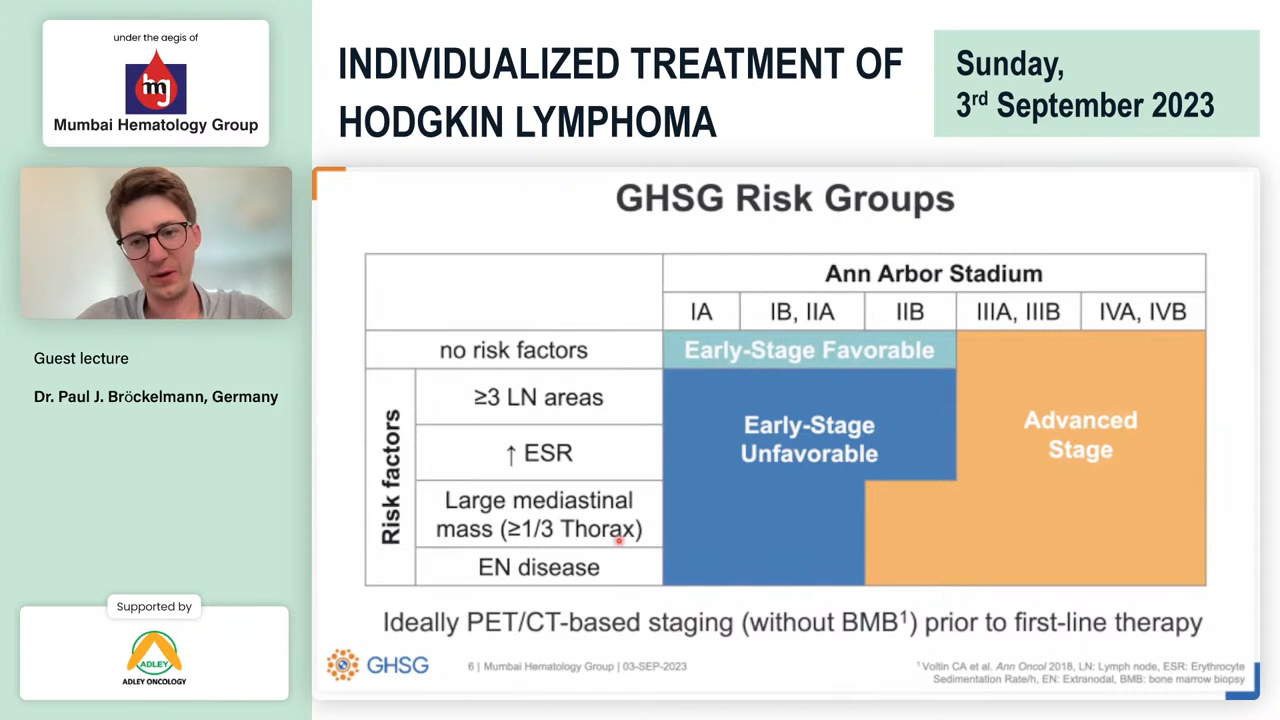 under the aegis of
mg
Mumbai Hematology Group
INDIVIDUALIZED TREATMENT OF
HODGKIN LYMPHOMA
Sunday,
3rd September 2023
Guest lecture
Dr. Paul J. Bröckelmann, Germany
Supported by
ADLEY
ADLEY ONCOLOGY
GHSG Risk Groups
Ann Arbor Stadium
IA
IB, IIA
IIB
IIIA, IIIB
IVA, IVB
no risk factors
Early-Stage Favorable
Risk factors
≥3 LN areas
↑ ESR
Large mediastinal
mass (≥1/3 Thorax)
EN disease
Early-Stage
Unfavorable
Advanced
Stage
Ideally PET/CT-based staging (without BMB¹) prior to first-line therapy
GHSG
6 | Mumbai Hematology Group | 03-SEP-2023
¹ Voltin CA et al. Ann Oncol 2018, LN: Lymph node, ESR: Erythrocyte
Sedimentation Rate/h, EN: Extranodal, BMB: bone marrow biopsy